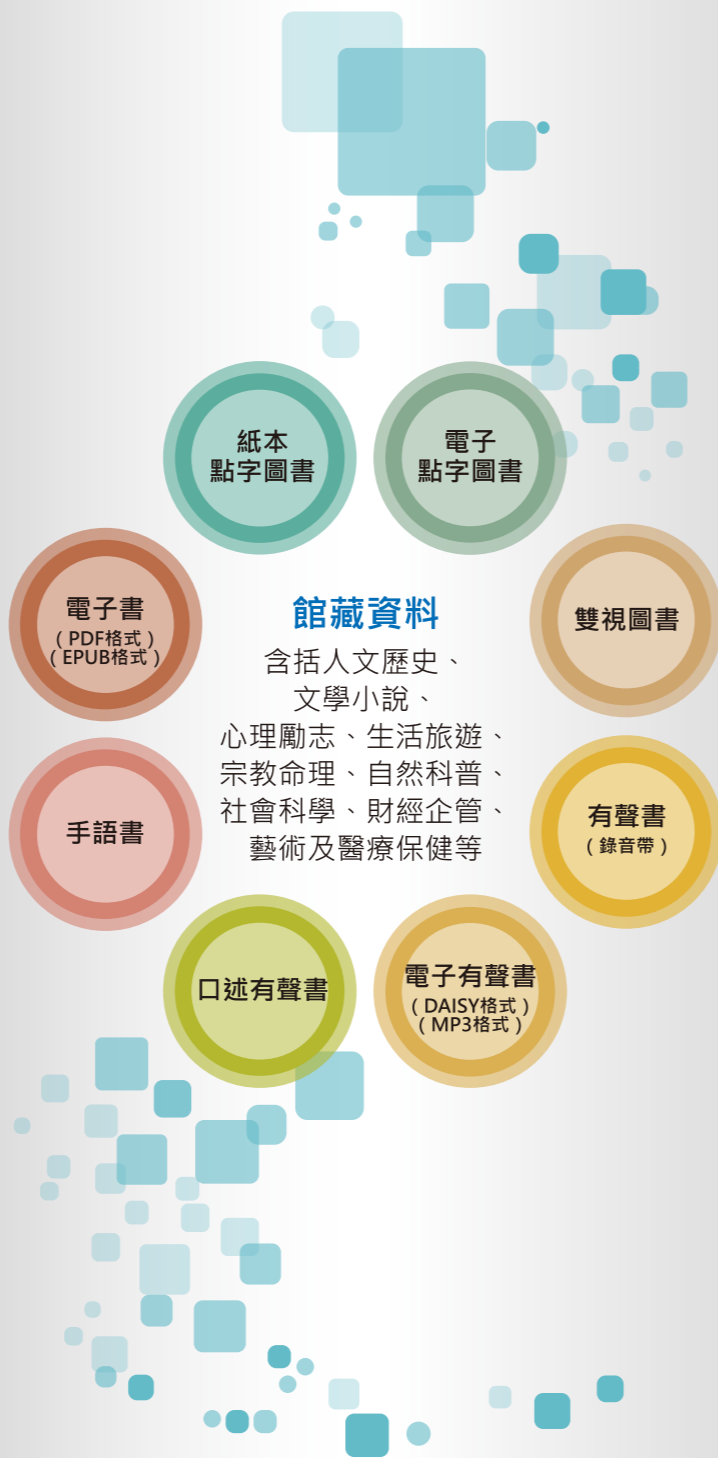 紙本
點字圖書
電子
點字圖書
電子書
（PDF格式）
（EPUB格式）
雙視圖書
館藏資料
含括人文歷史、
文學小說、
心理勵志、生活旅遊、
宗教命理、自然科普、
社會科學、財經企管、
藝術及醫療保健等
手語書
有聲書
（錄音帶）
口述有聲書
電子有聲書
（DAISY格式）
（MP3格式）